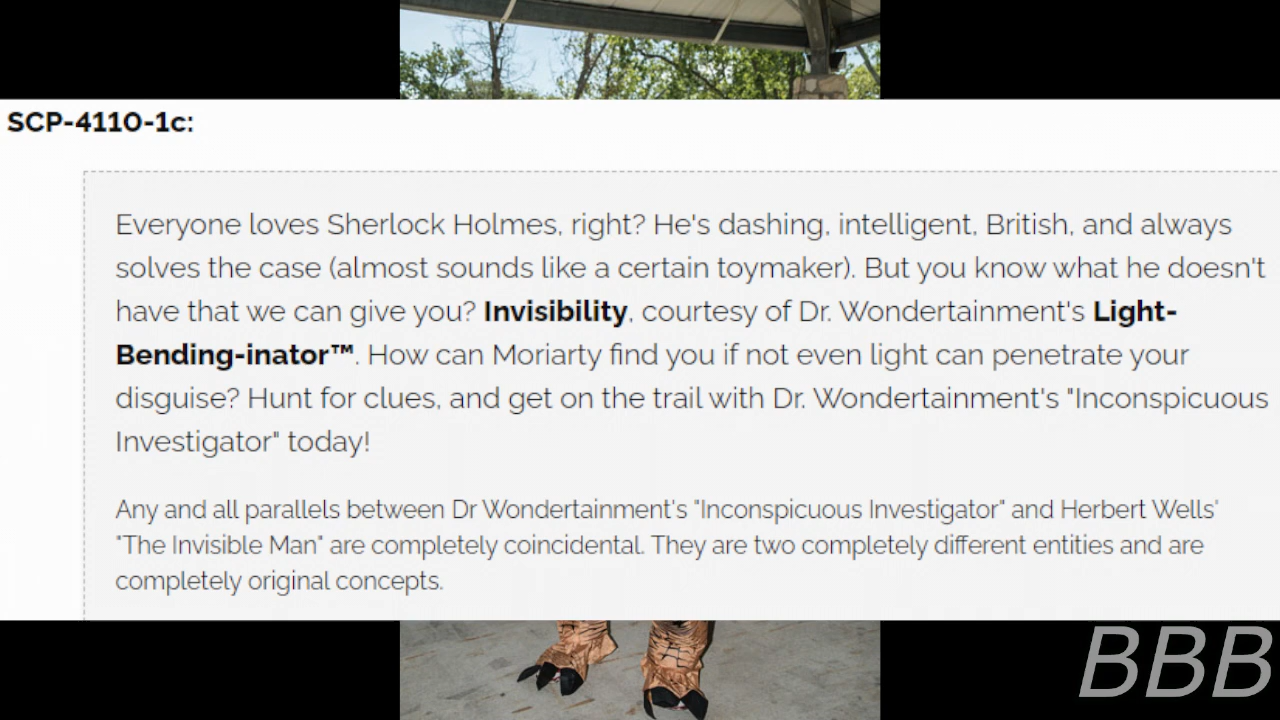 SCP-4110-1c:
Everyone loves Sherlock Holmes, right? He's dashing, intelligent, British, and always
solves the case (almost sounds like a certain toymaker). But you know what he doesn't
have that we can give you? Invisibility, courtesy of Dr. Wondertainment's Light-
Bending-inator™. How can Moriarty find you if not even light can penetrate your
disguise? Hunt for clues, and get on the trail with Dr. Wondertainment's "Inconspicuous
Investigator" today!
Any and all parallels between Dr Wondertainment's "Inconspicuous Investigator" and Herbert Wells'
"The Invisible Man" are completely coincidental. They are two completely different entities and are
completely original concepts.
BBB